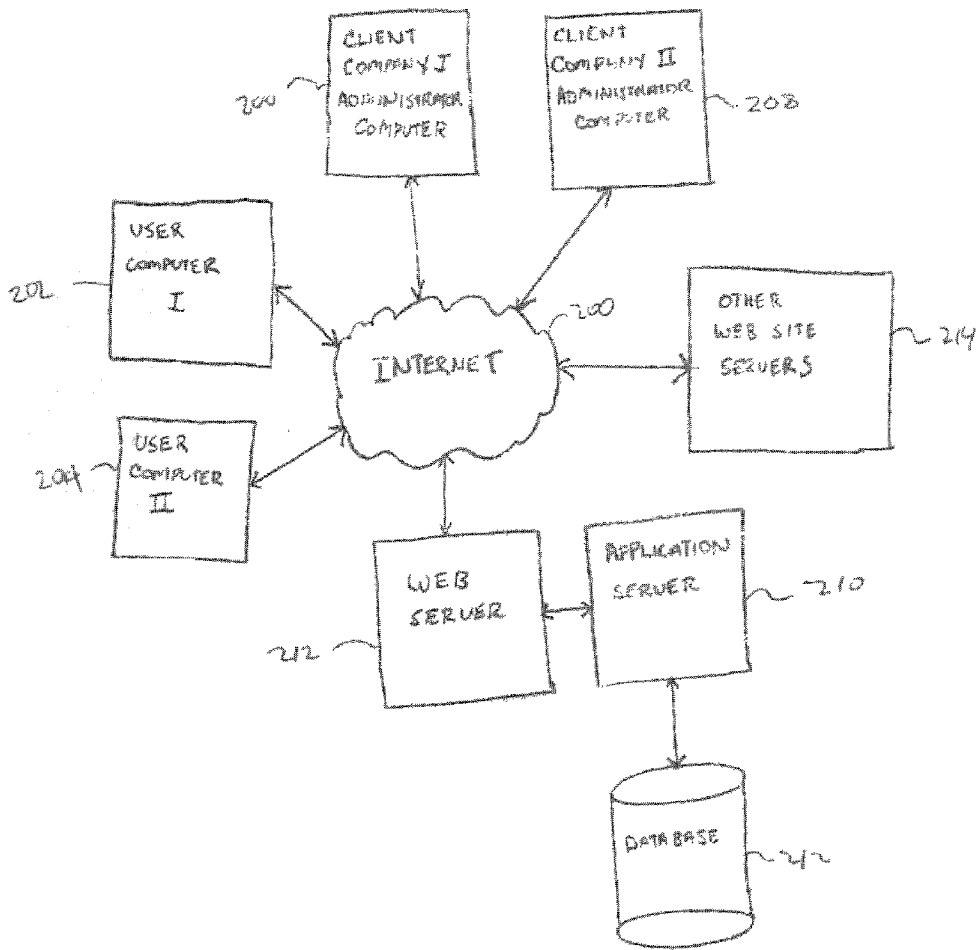 CLIENT
COMPANY I
ADMINISTRATOR
COMPUTER
200
CLIENT
COMPANY II
ADMINISTRATOR
COMPUTER
208
USER
COMPUTER
I
202
INTERNET
200
OTHER
WEB SITE
SERVERS
214
USER
COMPUTER
II
204
WEB
SERVER
212
APPLICATION
SERVER
210
DATABASE
212